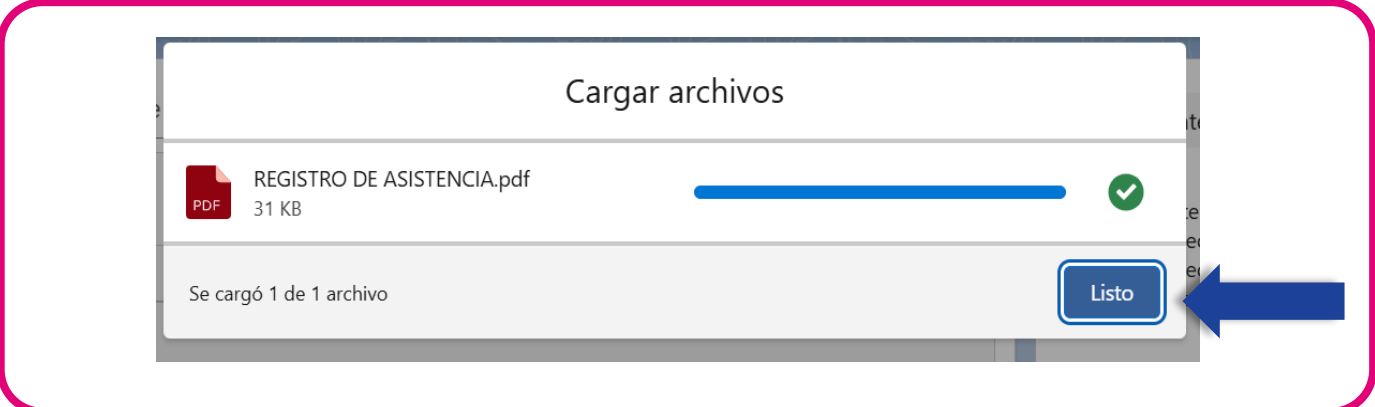 Cargar archivos
REGISTRO DE ASISTENCIA.pdf
PDF
31 KB
Se cargó 1 de 1 archivo
Listo